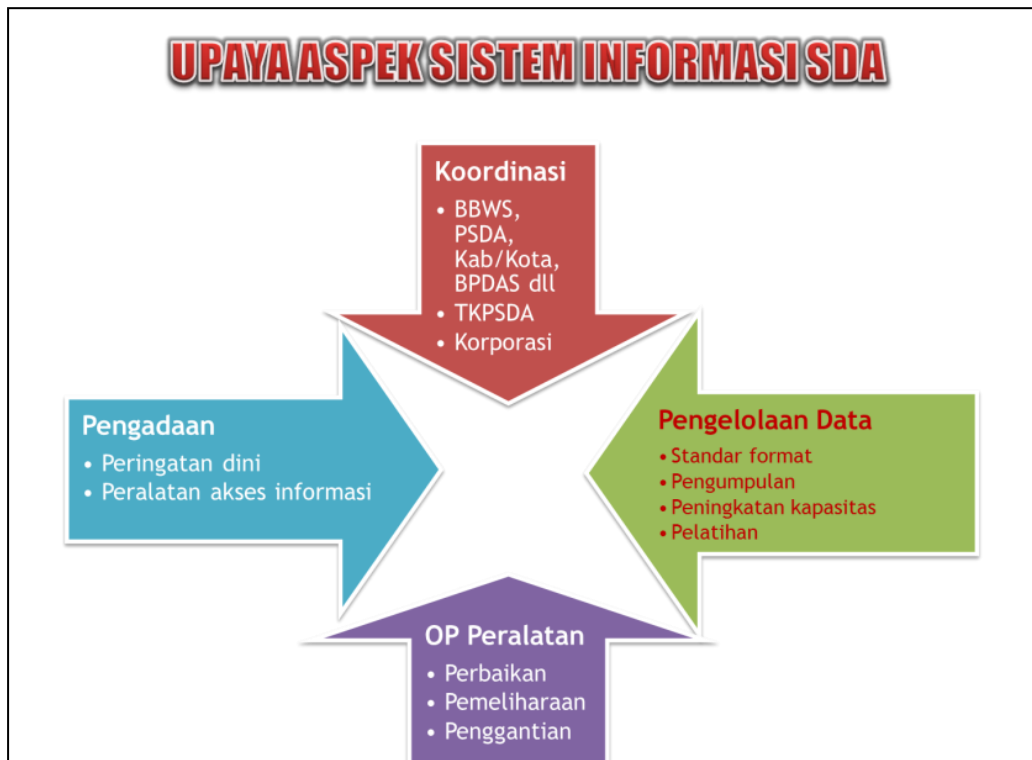 UPAYA ASPEK SISTEM INFORMASI SDA
Koordinasi
• BBWS,
PSDA,
Kab/Kota,
BPDAS dll
• TKPSDA
• Korporasi
Pengadaan
• Peringatan dini
• Peralatan akses informasi
Pengelolaan Data
• Standar format
• Pengumpulan
• Peningkatan kapasitas
• Pelatihan
OP Peralatan
• Perbaikan
• Pemeliharaan
• Penggantian